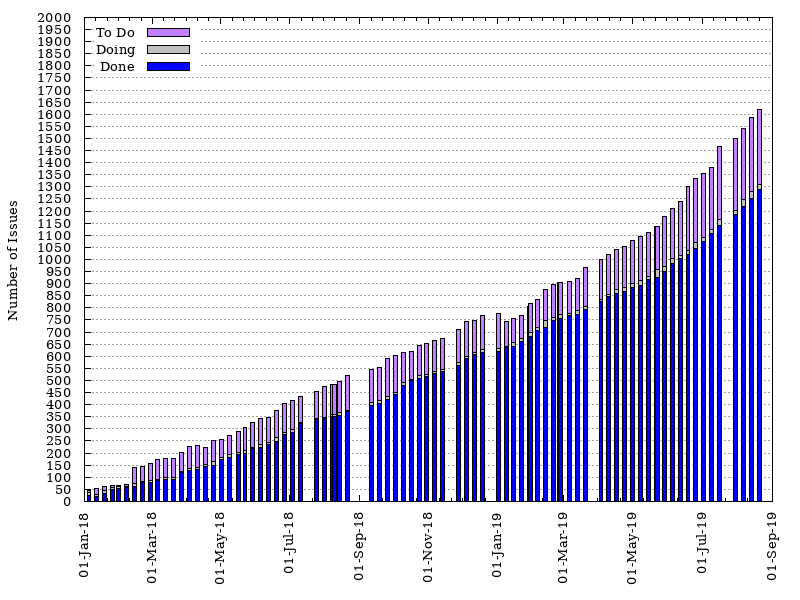 2000
1950
1900
1850
1800
1750
1700
1650
1600
1550
1500
1450
1400
1350
1300
1250
1200
1150
1100
1050
1000
950
900
850
800
750
700
650
600
550
500
450
400
350
300
250
200
150
100
50
0
Number of Issues
To Do
Doing
Done
01-Jan-18
01-Mar-18
01-May-18
01-Jul-18
01-Sep-18
01-Nov-18
01-Jan-19
01-Mar-19
01-May-19
01-Jul-19
01-Sep-19